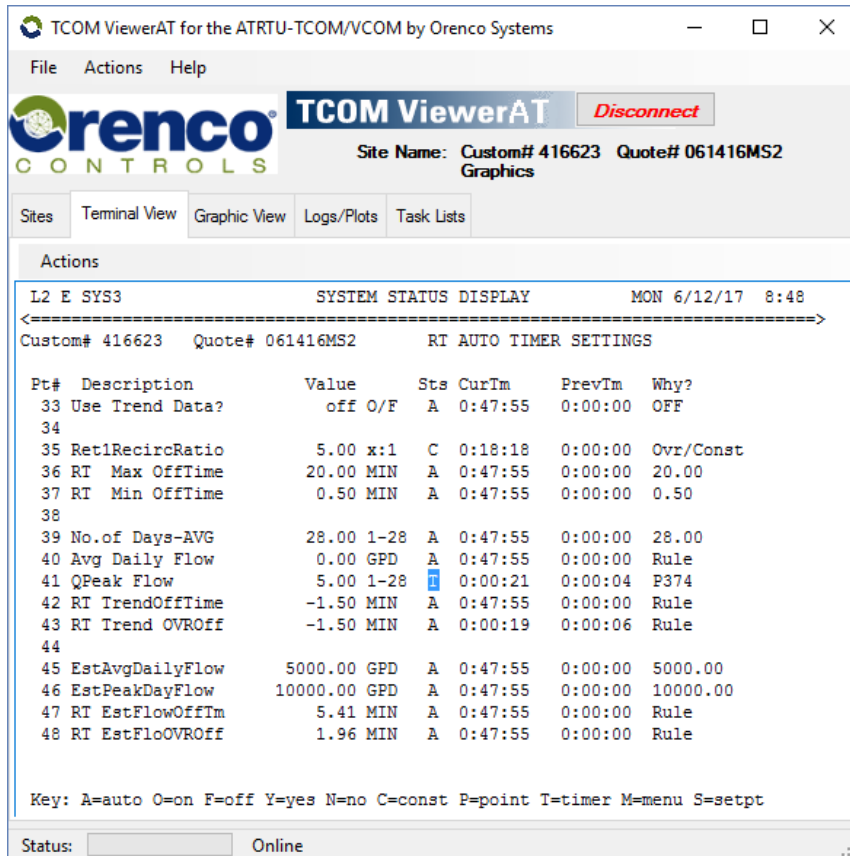 TCOM ViewerAT for the ATRTU-TCOM/VCOM by Orenco Systems
File Actions Help
Orenco®
CONTROLS
TCOM ViewerAT
Disconnect
Site Name: Custom# 416623 Quote# 061416MS2
Graphics
Sites Terminal View Graphic View Logs/Plots Task Lists
Actions
L2 E SYS3 SYSTEM STATUS DISPLAY MON 6/12/17 8:48
<==============================================================================>
Custom# 416623 Quote# 061416MS2 RT AUTO TIMER SETTINGS
Pt# Description Value Sts CurTm PrevTm Why?
33 Use Trend Data? off O/F A 0:47:55 0:00:00 OFF
34
35 Ret1RecircRatio 5.00 x:1 C 0:18:18 0:00:00 Ovr/Const
36 RT Max OffTime 20.00 MIN A 0:47:55 0:00:00 20.00
37 RT Min OffTime 0.50 MIN A 0:47:55 0:00:00 0.50
38
39 No.of Days-AVG 28.00 1-28 A 0:47:55 0:00:00 28.00
40 Avg Daily Flow 0.00 GPD A 0:47:55 0:00:00 Rule
41 QPeak Flow 5.00 1-28 T 0:00:21 0:00:04 P374
42 RT TrendOffTime -1.50 MIN A 0:47:55 0:00:00 Rule
43 RT Trend OVROff -1.50 MIN A 0:00:19 0:00:06 Rule
44
45 EstAvgDailyFlow 5000.00 GPD A 0:47:55 0:00:00 5000.00
46 EstPeakDayFlow 10000.00 GPD A 0:47:55 0:00:00 10000.00
47 RT EstFlowOffTm 5.41 MIN A 0:47:55 0:00:00 Rule
48 RT EstFloOVROff 1.96 MIN A 0:47:55 0:00:00 Rule
Key: A=auto O=on F=off Y=yes N=no C=const P=point T=timer M=menu S=setpt
Status: Online